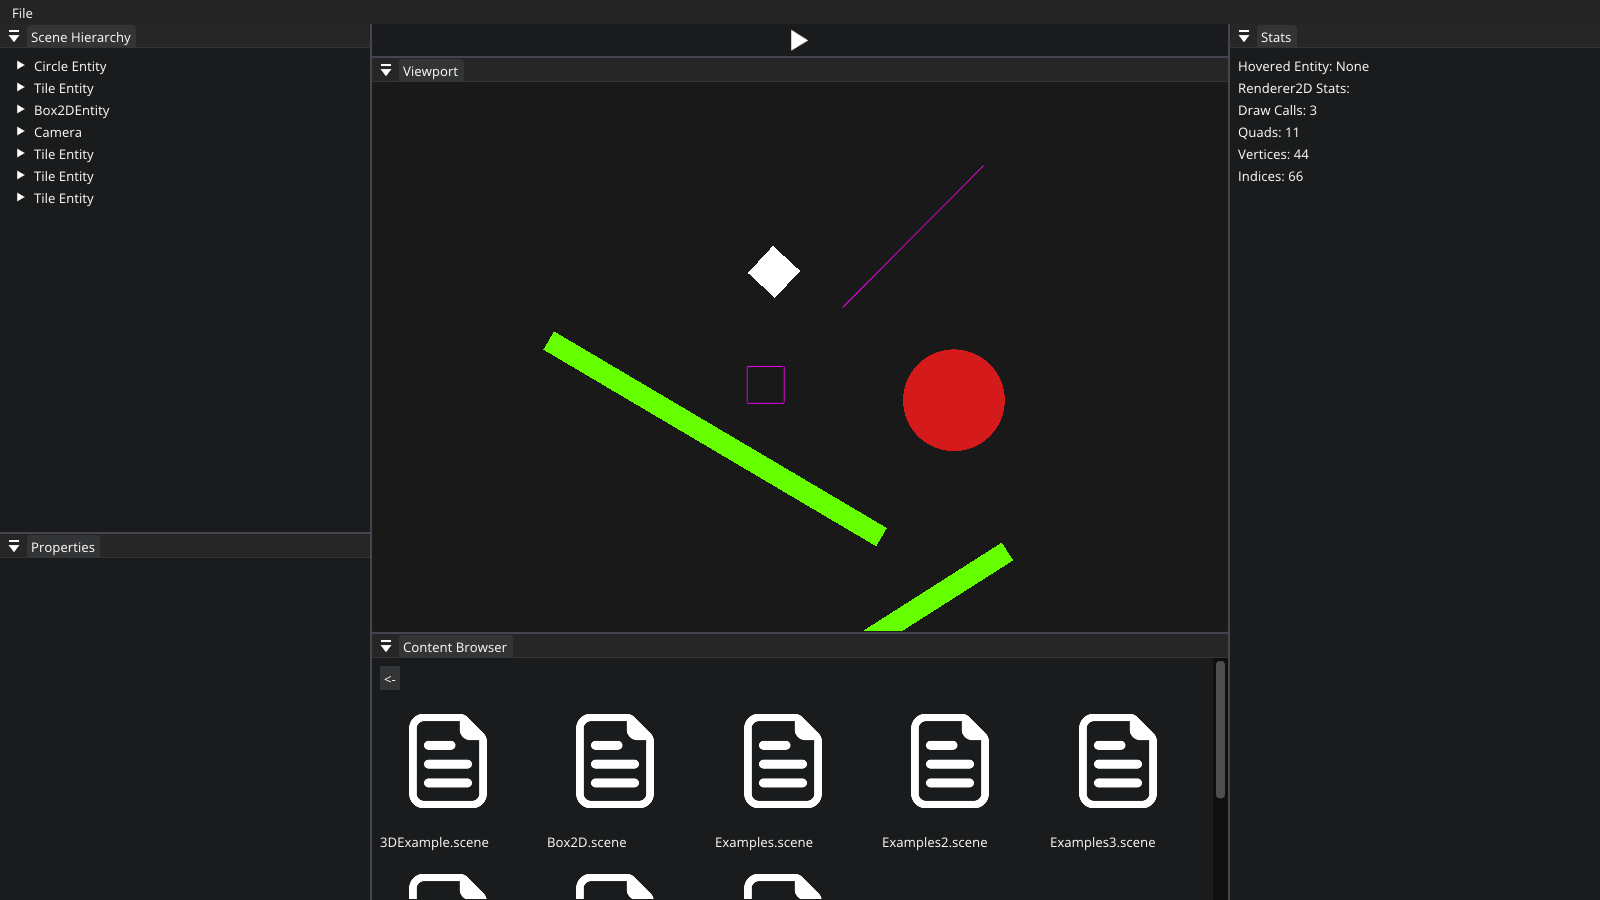 File
Scene Hierarchy
Circle Entity
Tile Entity
Box2DEntity
Camera
Tile Entity
Tile Entity
Tile Entity
Properties
Viewport
Content Browser
<-
3DExample.scene
Box2D.scene
Examples.scene
Examples2.scene
Examples3.scene
Stats
Hovered Entity: None
Renderer2D Stats:
Draw Calls: 3
Quads: 11
Vertices: 44
Indices: 66